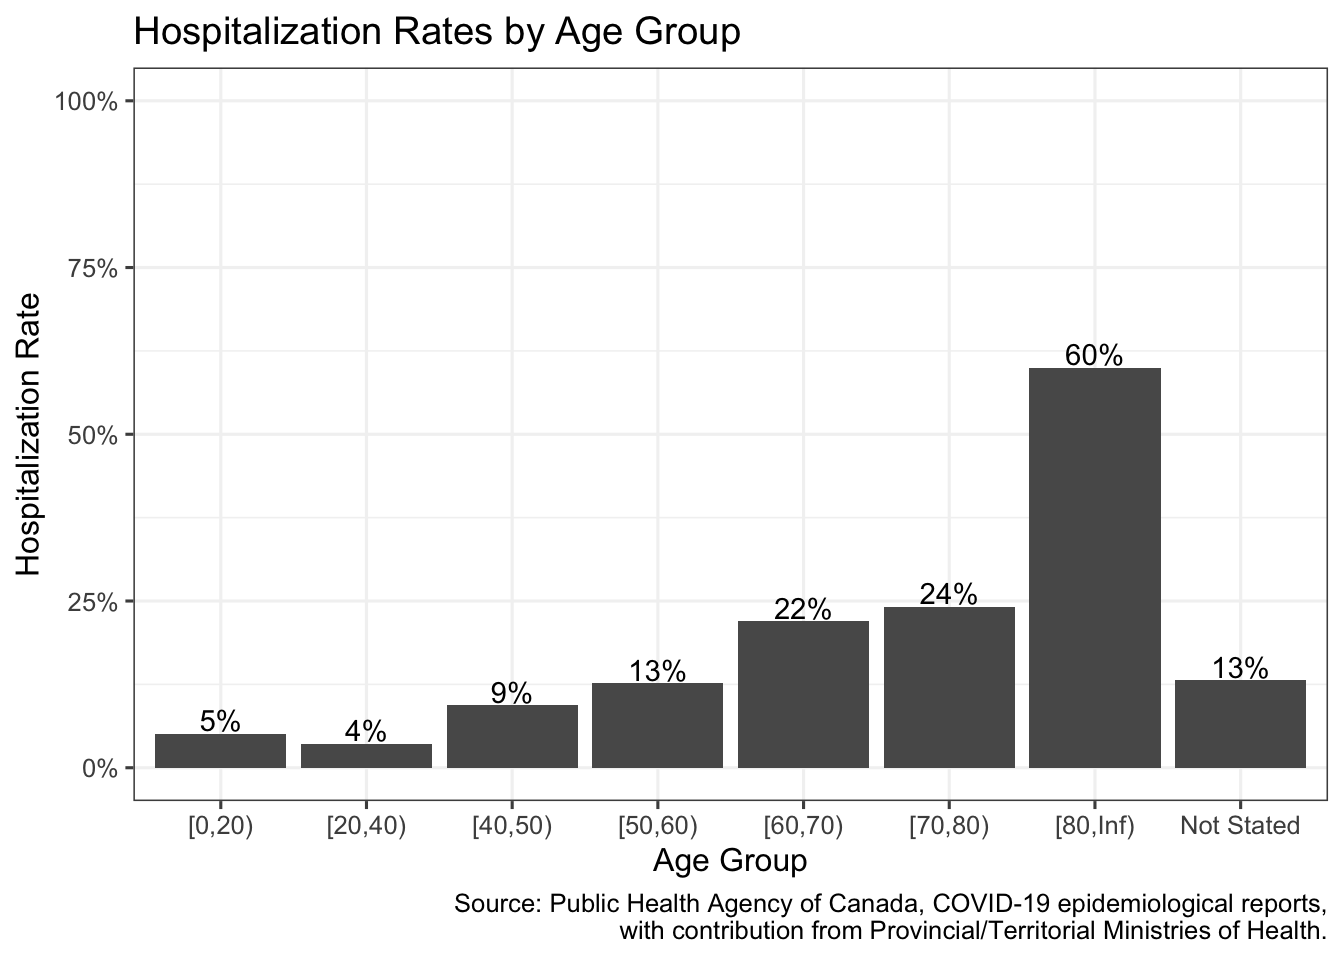 Hospitalization Rates by Age Group
Hospitalization Rate
100%
75%
50%
25%
0%
5%
4%
9%
13%
22%
24%
60%
13%
[0,20)
[20,40)
[40,50)
[50,60)
[60,70)
[70,80)
[80,Inf)
Not Stated
Age Group
Source: Public Health Agency of Canada, COVID-19 epidemiological reports,
with contribution from Provincial/Territorial Ministries of Health.